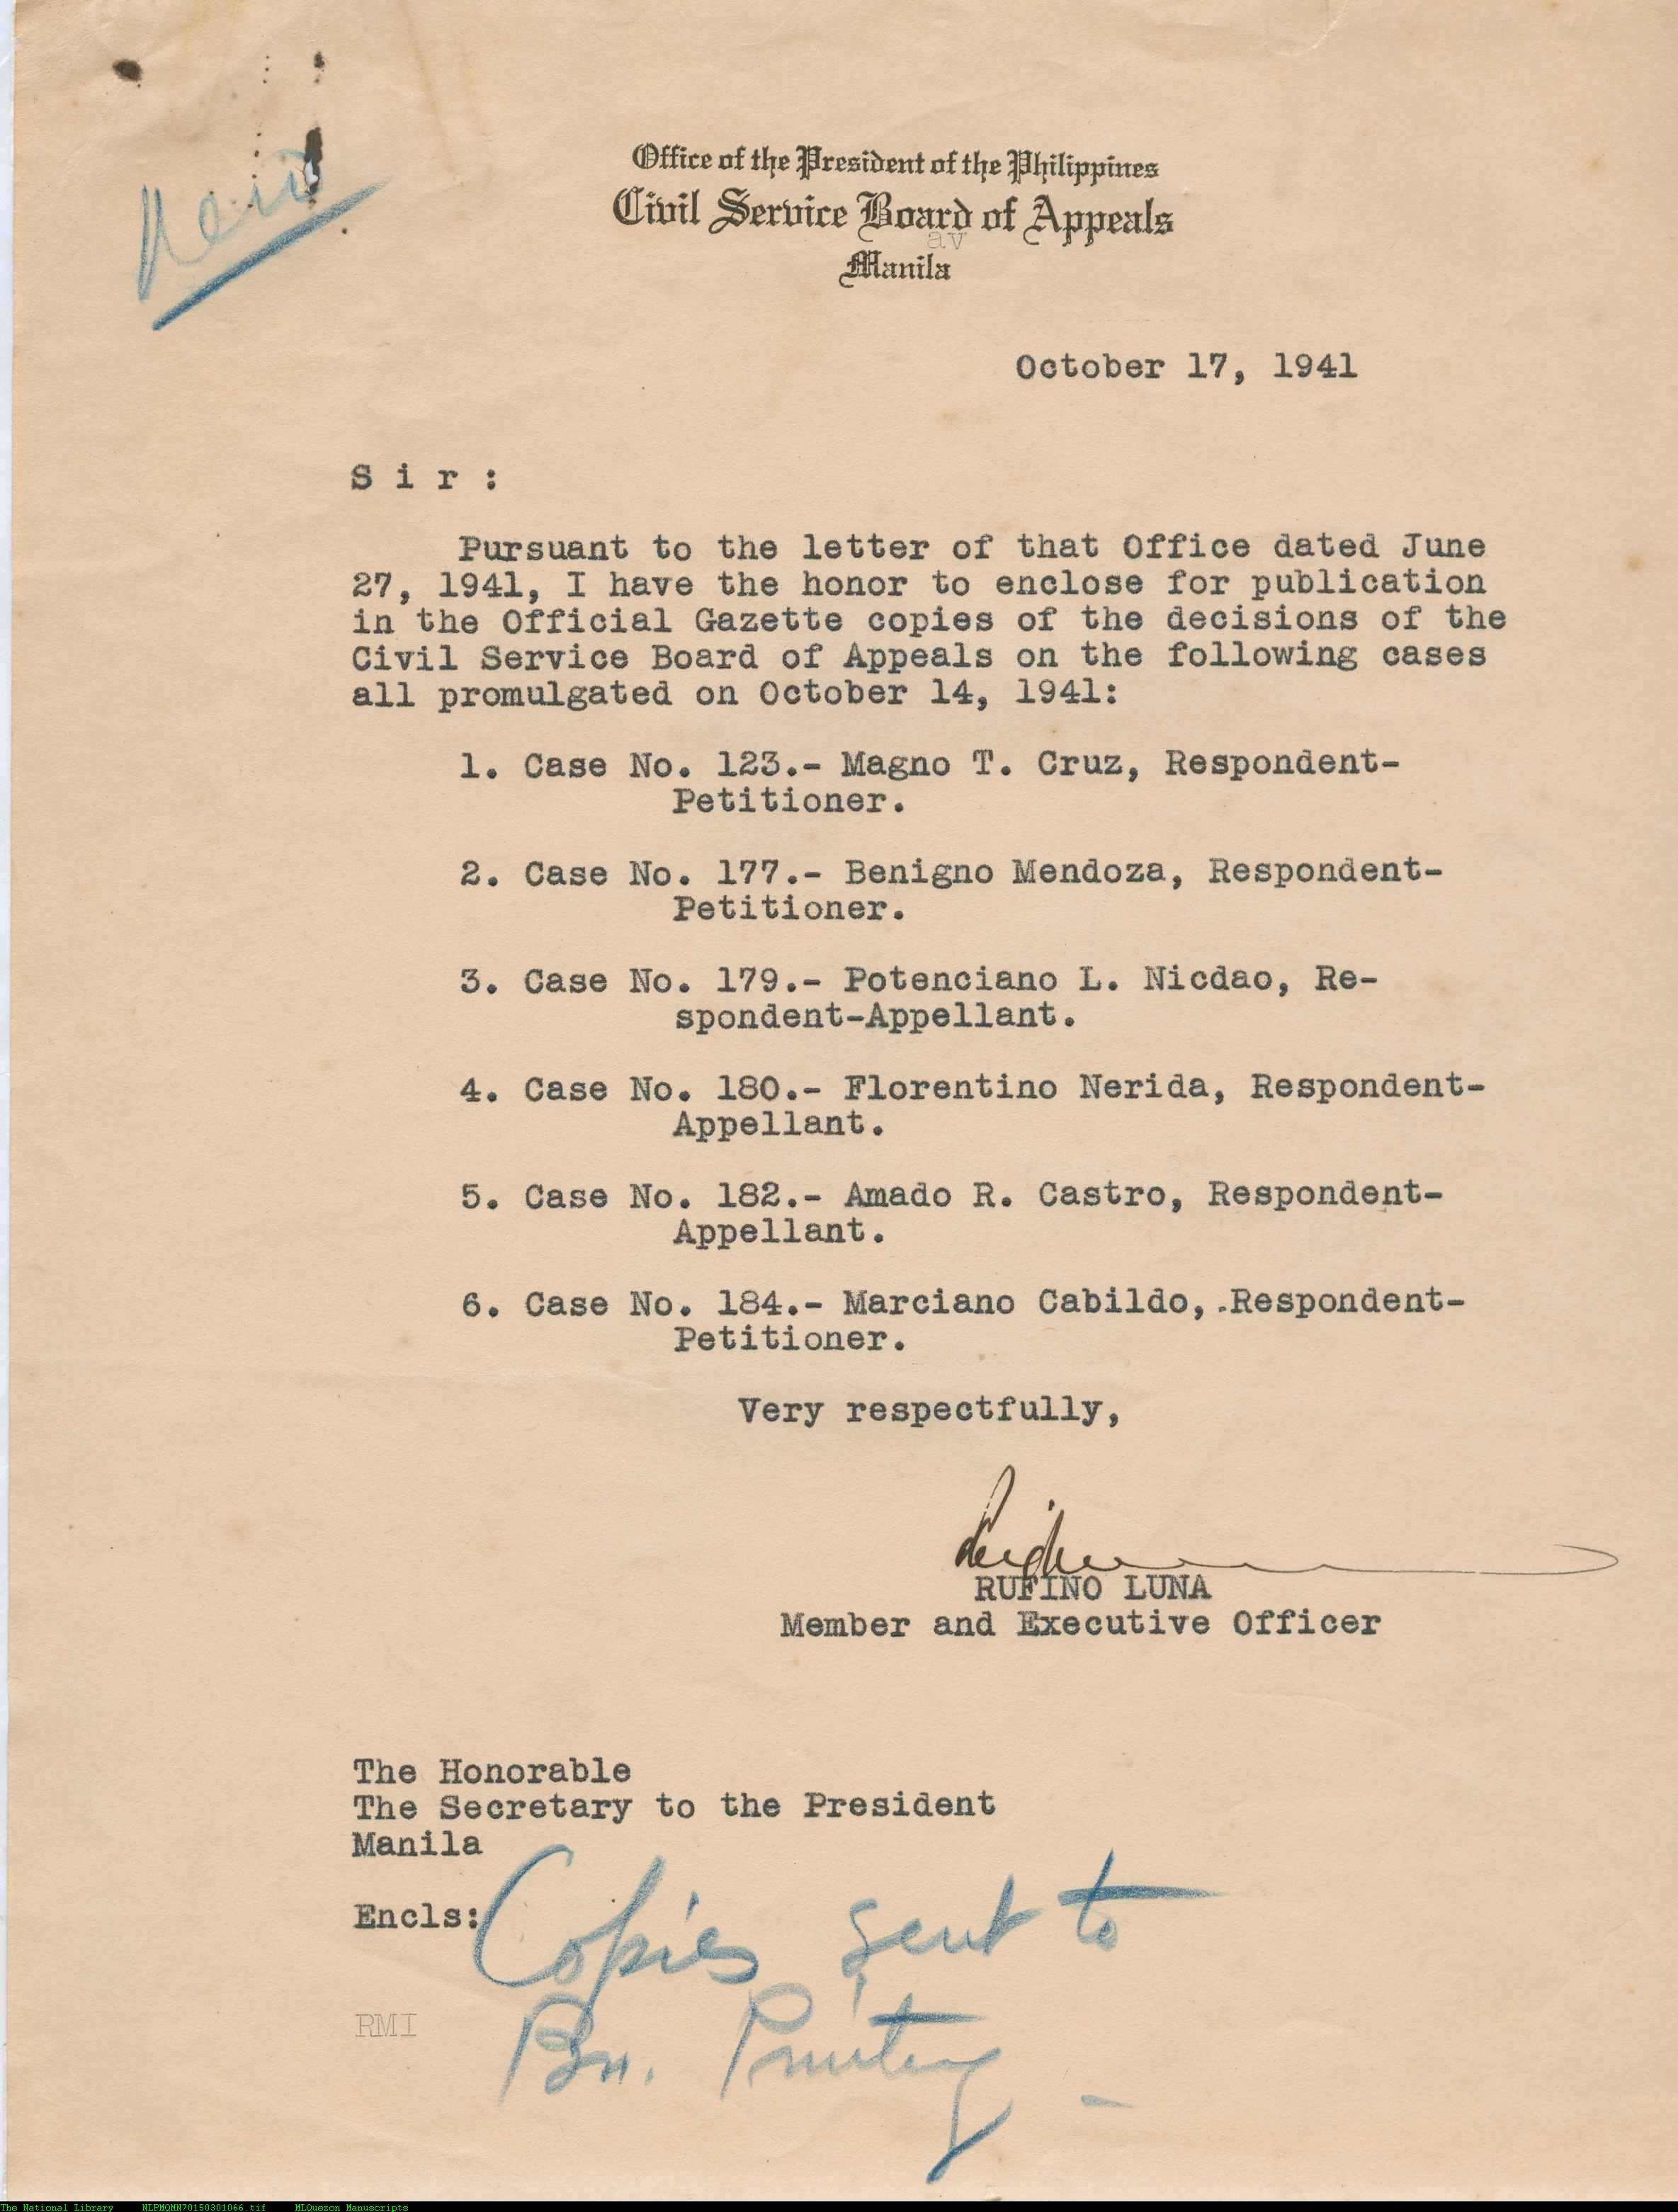 Office of the President of the Philippines
Civil Service Board of Appeals
av
Manila
October 17, 1941
S i r :
Pursuant to the letter of that Office dated June
27, 1941, I have the honor to enclose for publication
in the Official Gazette copies of the decisions of the
Civil Service Board of Appeals on the following cases
all promulgated on October 14, 1941:
1. Case No. 123.- Magno T. Cruz, Respondent-
Petitioner.
2. Case No. 177.- Benigno Mendoza, Respondent-
Petitioner.
3. Case No. 179.- Potenciano L. Nicdao, Re-
spondent-Appellant.
4. Case No. 180.- Florentino Nerida, Respondent-
Appellant.
5. Case No. 182.- Amado R. Castro, Respondent-
Appellant.
6. Case No. 184.- Marciano Cabildo, .Respondent-
Petitioner.
Very respectfully,
RUFINO LUNA
Member and Executive Officer
The Honorable
The Secretary to the President
Manila
Encls:
Copies sent to
Bu. Printing
RMI
The National Library NLPMQMN70150301066.tif MLQuezon Manuscripts